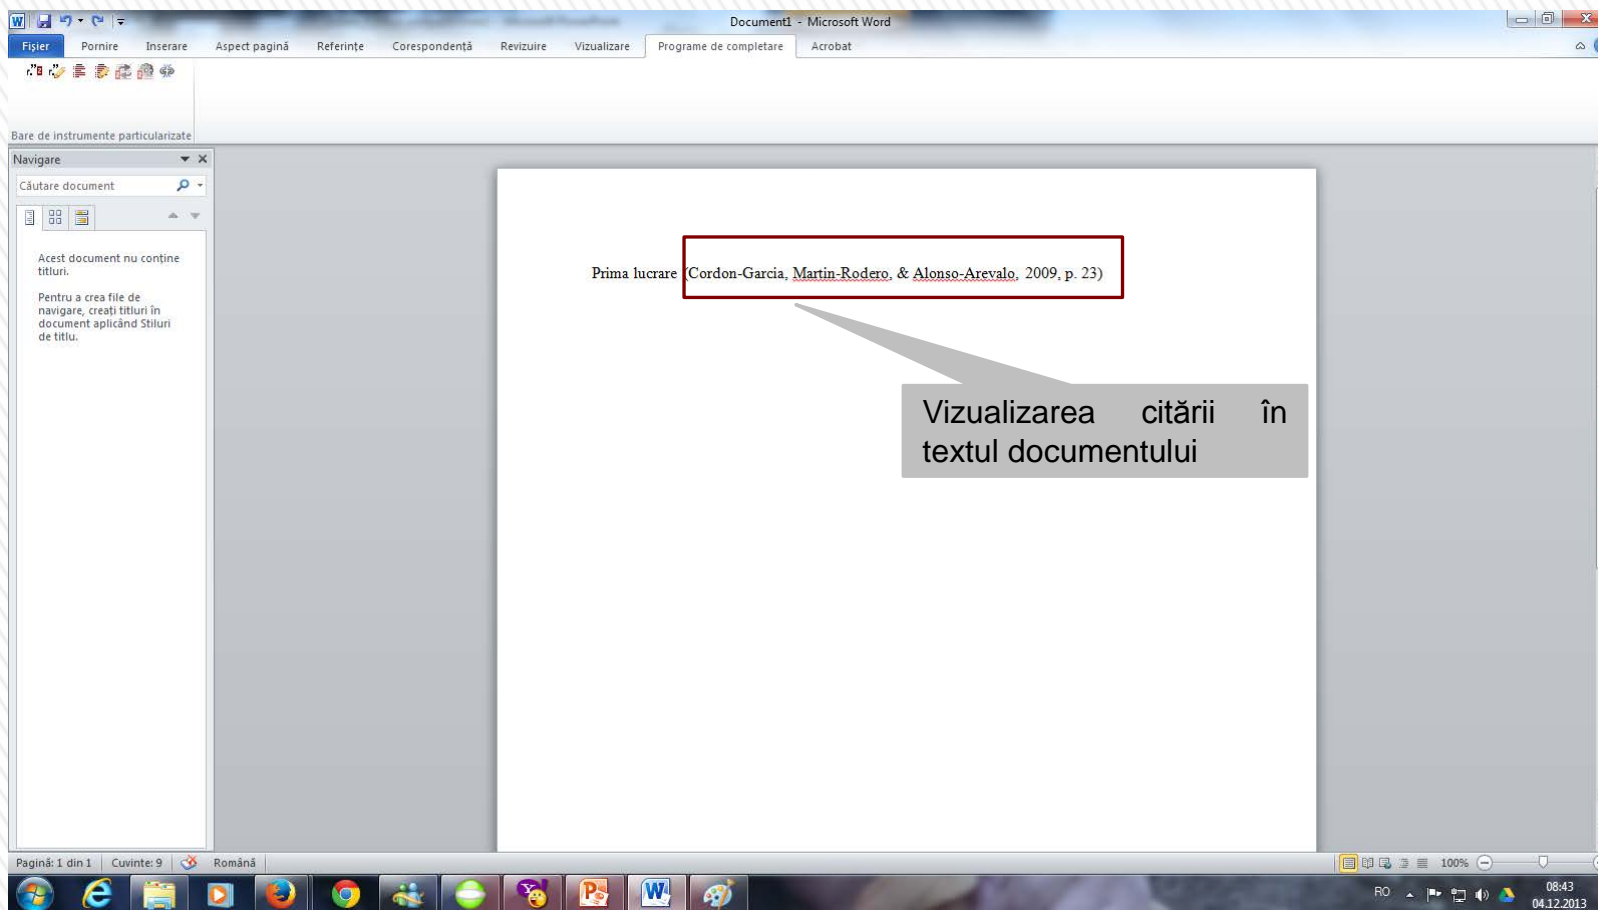 Document1 - Microsoft Word
Fișier Pornire Inserare Aspect pagină Referințe Corespondență Revizuire Vizualizare Programe de completare Acrobat
Bare de instrumente particularizate
Navigare
Căutare document
Acest document nu conține
titluri.
Pentru a crea file de
navigare, creați titluri în
document aplicând Stiluri
de titlu.
Prima lucrare (Cordon-Garcia, Martin-Rodero, & Alonso-Arevalo, 2009, p. 23)
Vizualizarea citării în
textul documentului
Pagină: 1 din 1 Cuvinte: 9 Română 100%
RO 08:43
04.12.2013